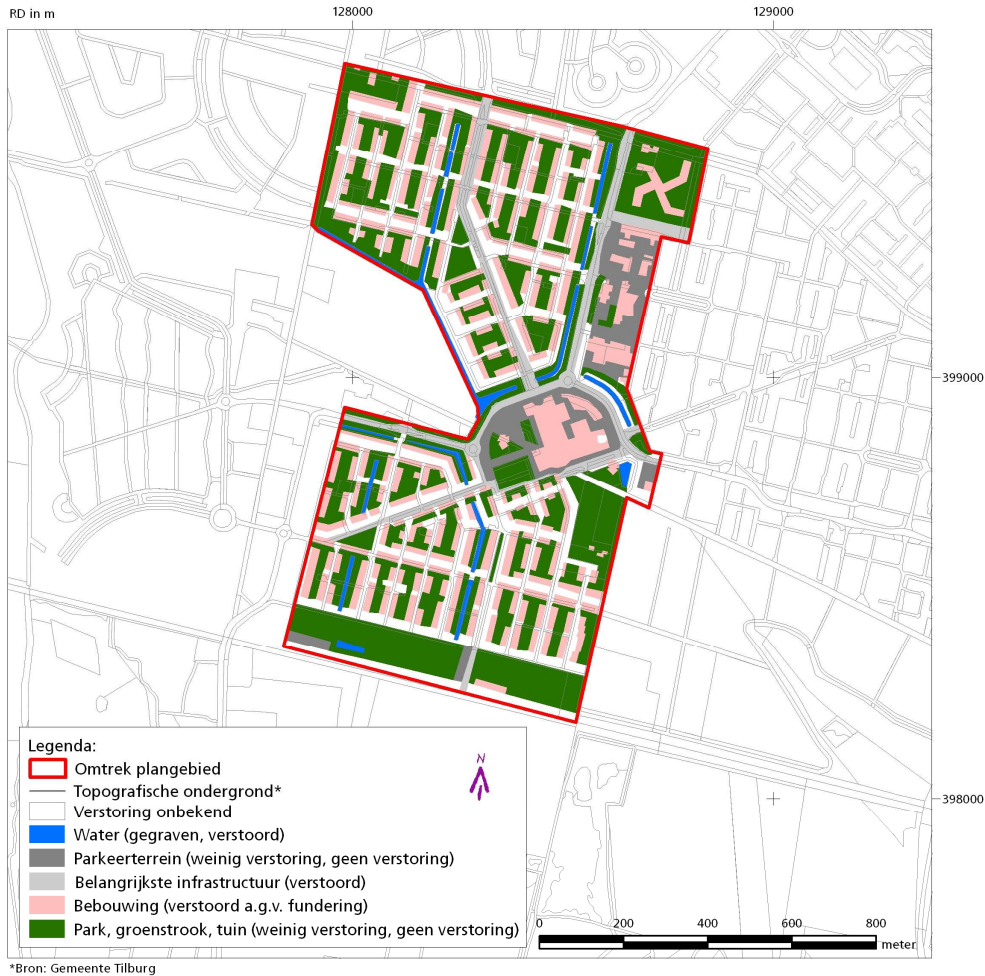 RD in m
128000
129000
399000
398000
N
Legenda:
Omtrek plangebied
Topografische ondergrond*
Verstoring onbekend
Water (gegraven, verstoord)
Parkeerterrein (weinig verstoring, geen verstoring)
Belangrijkste infrastructuur (verstoord)
Bebouwing (verstoord a.g.v. fundering)
Park, groenstrook, tuin (weinig verstoring, geen verstoring)
0 200 400 600 800
meter
*Bron: Gemeente Tilburg